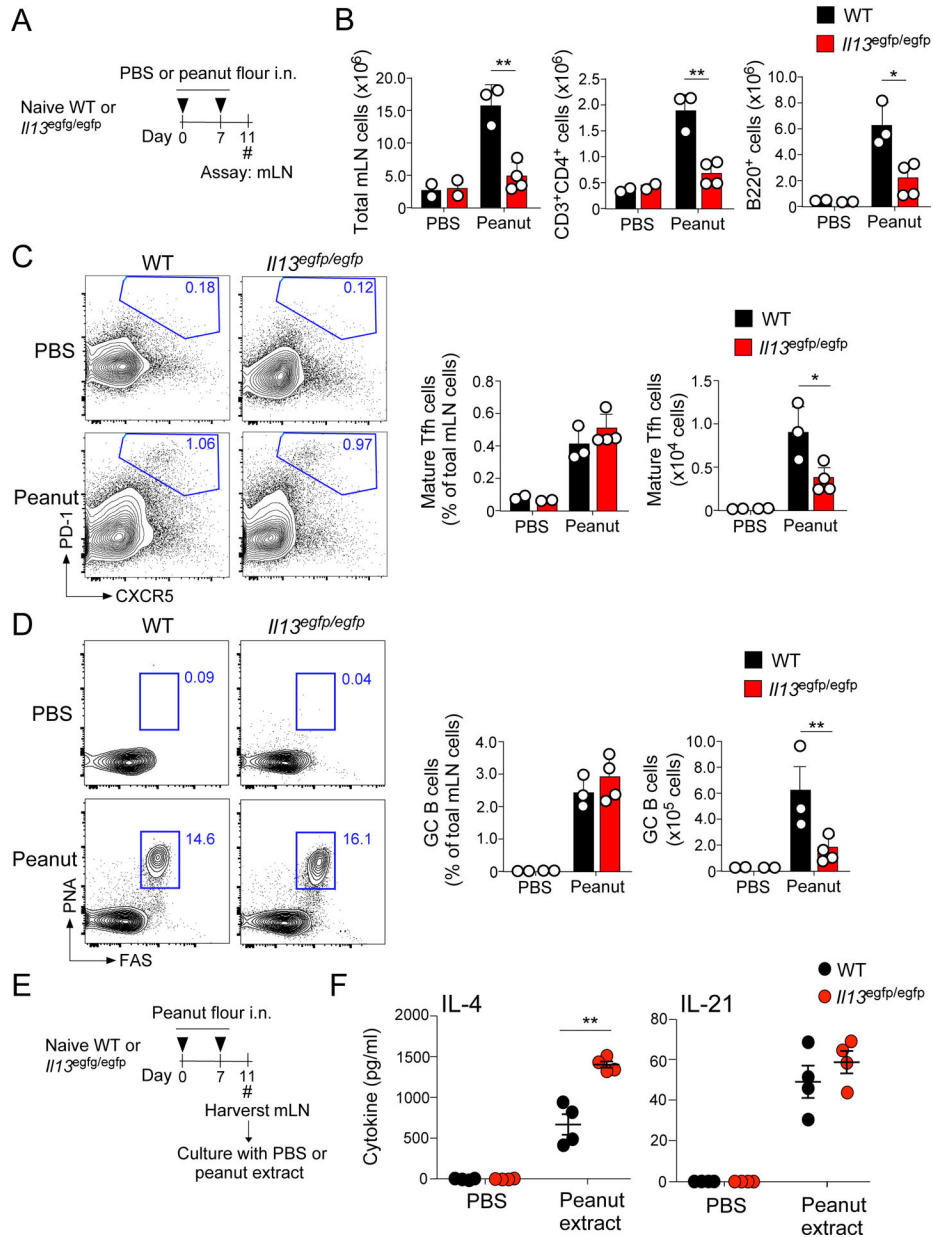 A
PBS or peanut flour i.n.
Naive WT or
Il13egfg/egfp
Day 0 7 11
#
Assay: mLN
B
WT
Il13egfp/egfp
Total mLN cells (x10⁶)
20.0
15.0
10.0
5.0
0
PBS Peanut
**
CD3⁺CD4⁺ cells (x10⁶)
2.5
2.0
1.5
1.0
0.5
0
PBS Peanut
**
B220⁺ cells (x10⁶)
10.0
8.0
6.0
4.0
2.0
0
PBS Peanut
*
C
WT Il13egfp/egfp
PBS
0.18 0.12
Peanut
1.06 0.97
PD-1
CXCR5
WT
Il13egfp/egfp
Mature Tfh cells
(% of toal mLN cells)
0.8
0.6
0.4
0.2
0
PBS Peanut
Mature Tfh cells
(x10⁴ cells)
1.5
1.0
0.5
0
PBS Peanut
*
D
WT Il13egfp/egfp
PBS
0.09 0.04
Peanut
14.6 16.1
PNA
FAS
WT
Il13egfp/egfp
GC B cells
(% of toal mLN cells)
4.0
3.0
2.0
1.0
0
PBS Peanut
GC B cells
(x10⁵ cells)
10.0
8.0
6.0
4.0
2.0
0
PBS Peanut
**
E
Peanut flour i.n.
Naive WT or
Il13egfg/egfp
Day 0 7 11
#
Harverst mLN
Culture with PBS or
peanut extract
F
WT
Il13egfp/egfp
IL-4
Cytokine (pg/ml)
2000
1500
1000
500
0
PBS Peanut
extract
**
IL-21
80
60
40
20
0
PBS Peanut
extract